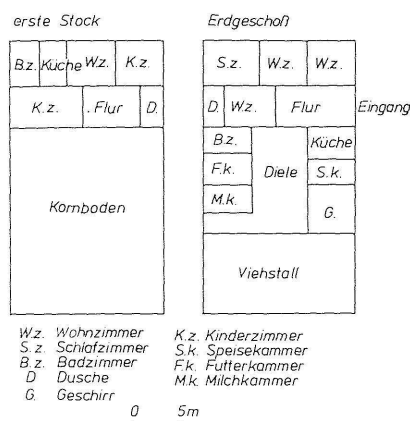 erste Stock Erdgeschoß
B.z. Küche W.z. K.z. S.z. W.z. W.z.
K.z. .Flur D. D. W.z. Flur Eingang
B.z. Küche
F.k. Diele S.k.
M.k. G.
Kornboden
Viehstall
W.z. Wohnzimmer K.z. Kinderzimmer
S.z. Schlafzimmer S.k. Speisekammer
B.z. Badzimmer F.k. Futterkammer
D Dusche M.k. Milchkammer
G. Geschirr
0 5m